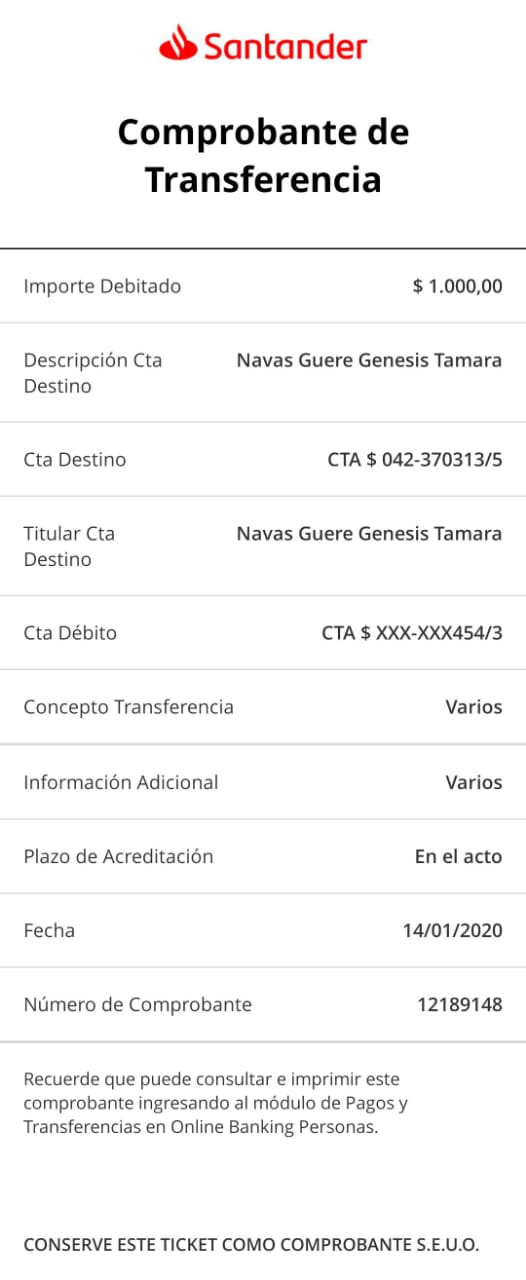 Santander
Comprobante de
Transferencia
Importe Debitado $ 1.000,00
Descripción Cta Navas Guere Genesis Tamara
Destino
Cta Destino CTA $ 042-370313/5
Titular Cta Navas Guere Genesis Tamara
Destino
Cta Débito CTA $ XXX-XXX454/3
Concepto Transferencia Varios
Información Adicional Varios
Plazo de Acreditación En el acto
Fecha 14/01/2020
Número de Comprobante 12189148
Recuerde que puede consultar e imprimir este
comprobante ingresando al módulo de Pagos y
Transferencias en Online Banking Personas.
CONSERVE ESTE TICKET COMO COMPROBANTE S.E.U.O.